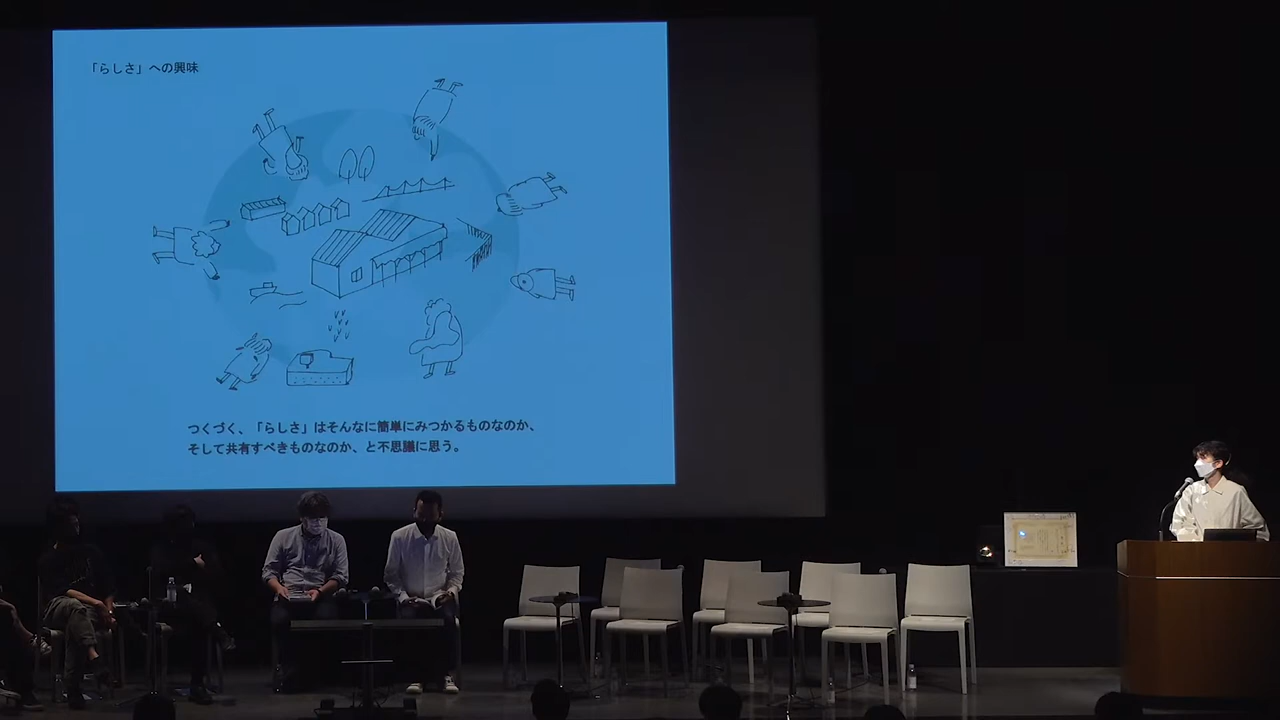 「らしさ」への興味
つくづく、「らしさ」はそんなに簡単にみつかるものなのか、
そして共有すべきものなのか、と不思議に思う。